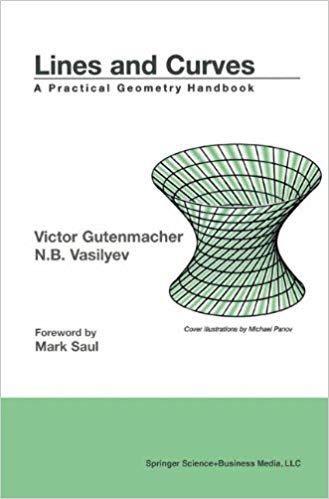 Lines and Curves
A Practical Geometry Handbook
Victor Gutenmacher
N.B. Vasilyev
Cover illustrations by Michael Panov
Foreword by
Mark Saul
Springer Science+Business Media, LLC